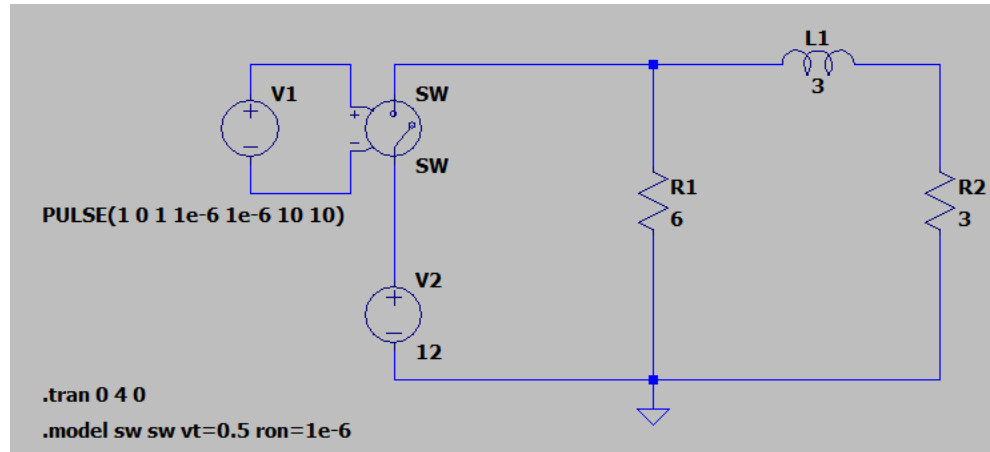 L1
3
V1
SW
+
+
−
−
SW
R1
6
R2
3
PULSE(1 0 1 1e-6 1e-6 10 10)
V2
+
−
12
.tran 0 4 0
.model sw sw vt=0.5 ron=1e-6